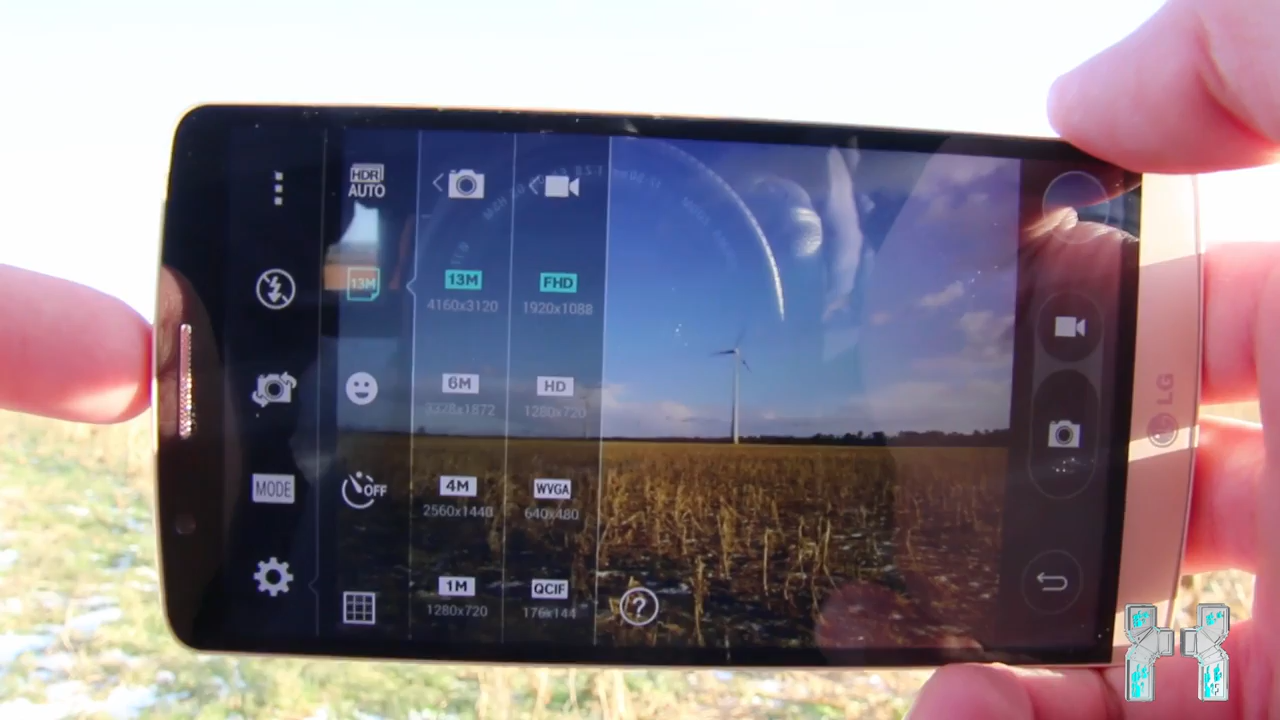 HDR
AUTO
13M
13M
4160x3120
FHD
1920x1088
6M
3328x1872
HD
1280x720
MODE
OFF
4M
2560x1440
WVGA
640x480
1M
1280x720
QCIF
176x144
?
LG